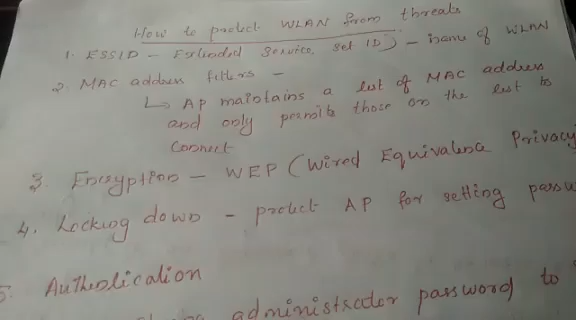 How to protect WLAN from threats
1. ESSID - Extended Service Set ID) - name of WLAN
2. MAC address filters -
↳ AP maintains a list of MAC address
and only permits those on the list to
connect
3. Encryption - WEP (Wired Equivalence Privacy
4. Locking down - protect AP for setting passw
5. Authentication
administrator password to